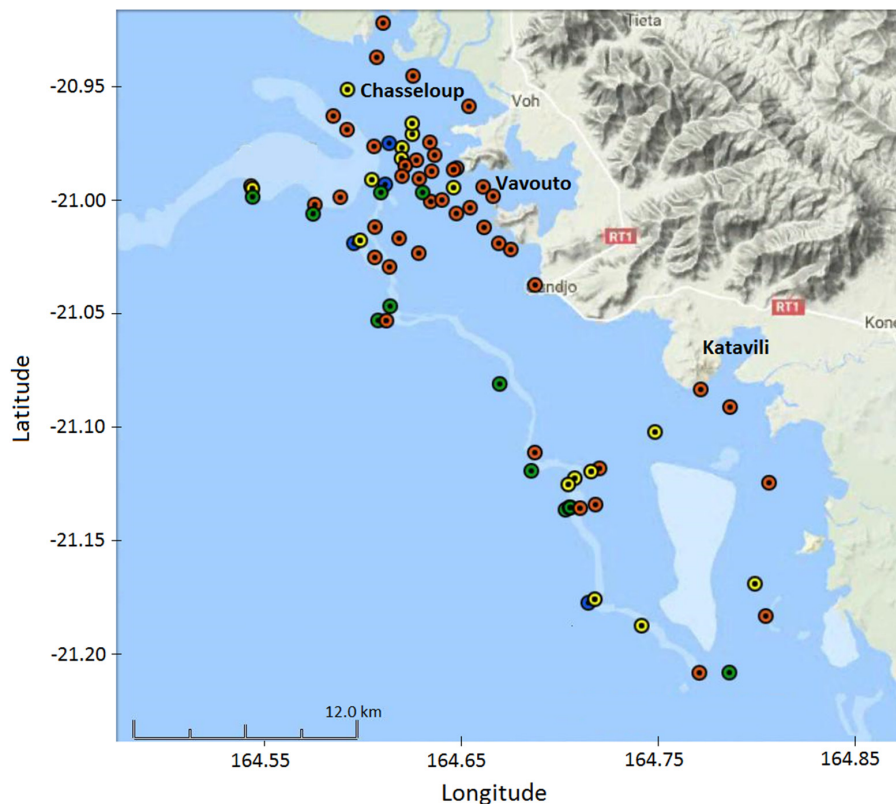 Tieta
-20.95
Chasseloup
Voh
Vavouto
-21.00
RT1
-21.05
RT1
Katavili
Latitude
-21.10
-21.15
-21.20
12.0 km
164.55
164.65
164.75
164.85
Longitude